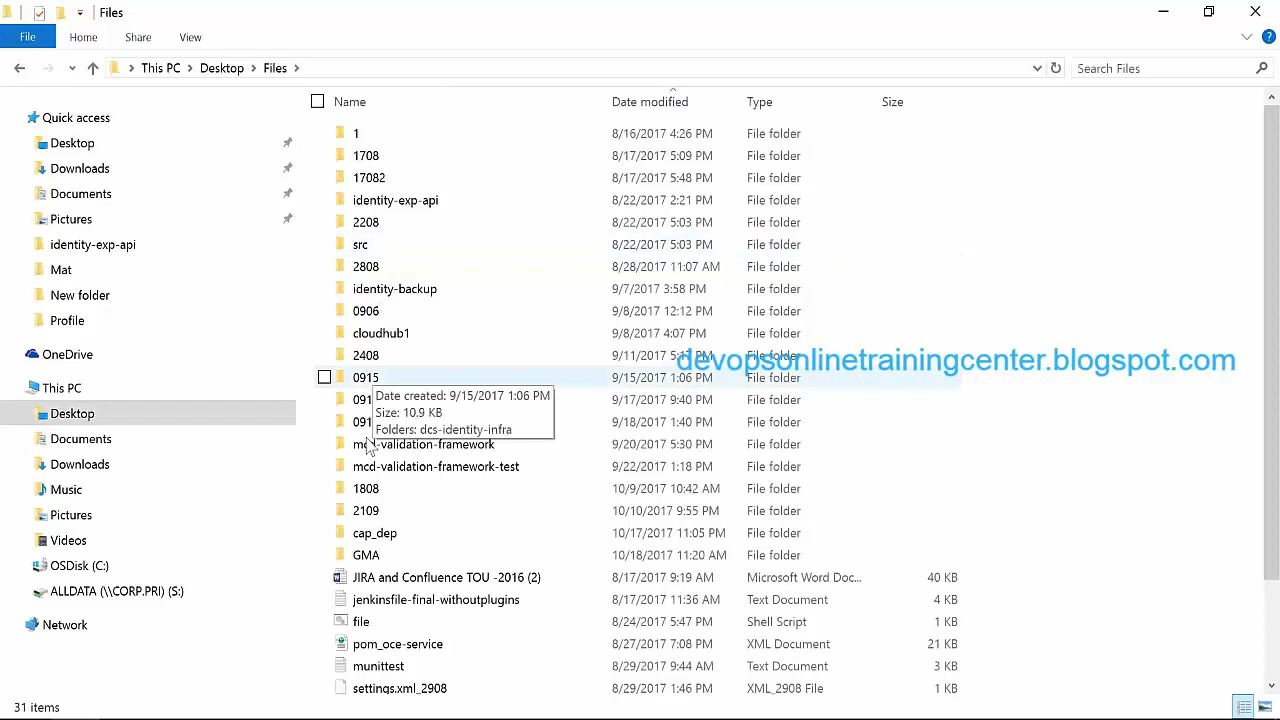 Files
File Home Share View
This PC Desktop Files Search Files
Name Date modified Type Size
Quick access
Desktop
Downloads
Documents
Pictures
identity-exp-api
Mat
New folder
Profile
OneDrive
This PC
Desktop
Documents
Downloads
Music
Pictures
Videos
OSDisk (C:)
ALLDATA (\\CORP.PRI) (S:)
Network
1 8/16/2017 4:26 PM File folder
1708 8/17/2017 5:09 PM File folder
17082 8/17/2017 5:48 PM File folder
identity-exp-api 8/22/2017 2:21 PM File folder
2208 8/22/2017 5:03 PM File folder
src 8/22/2017 5:03 PM File folder
2808 8/28/2017 11:07 AM File folder
identity-backup 9/7/2017 3:58 PM File folder
0906 9/8/2017 12:12 PM File folder
cloudhub1 9/8/2017 4:07 PM File folder
2408 9/11/2017 PM File folder
devopsonlinetrainingcenter.blogspot.com
0915 9/15/2017 1:06 PM File folder
Date created: 9/15/2017 1:06 PM
Size: 10.9 KB
Folders: dcs-identity-infra
9/17/2017 9:40 PM File folder
9/18/2017 1:40 PM File folder
mcd-validation-framework 9/20/2017 5:30 PM File folder
mcd-validation-framework-test 9/22/2017 1:18 PM File folder
1808 10/9/2017 10:42 AM File folder
2109 10/10/2017 9:55 PM File folder
cap_dep 10/17/2017 11:05 PM File folder
GMA 10/18/2017 11:20 AM File folder
JIRA and Confluence TOU -2016 (2) 8/17/2017 9:19 AM Microsoft Word Doc... 40 KB
jenkinsfile-final-withoutplugins 8/17/2017 11:36 AM Text Document 4 KB
file 8/24/2017 5:47 PM Shell Script 1 KB
pom_oce-service 8/27/2017 7:08 PM XML Document 21 KB
munittest 8/29/2017 9:44 AM Text Document 3 KB
settings.xml_2908 8/29/2017 1:46 PM XML_2908 File 1 KB
31 items